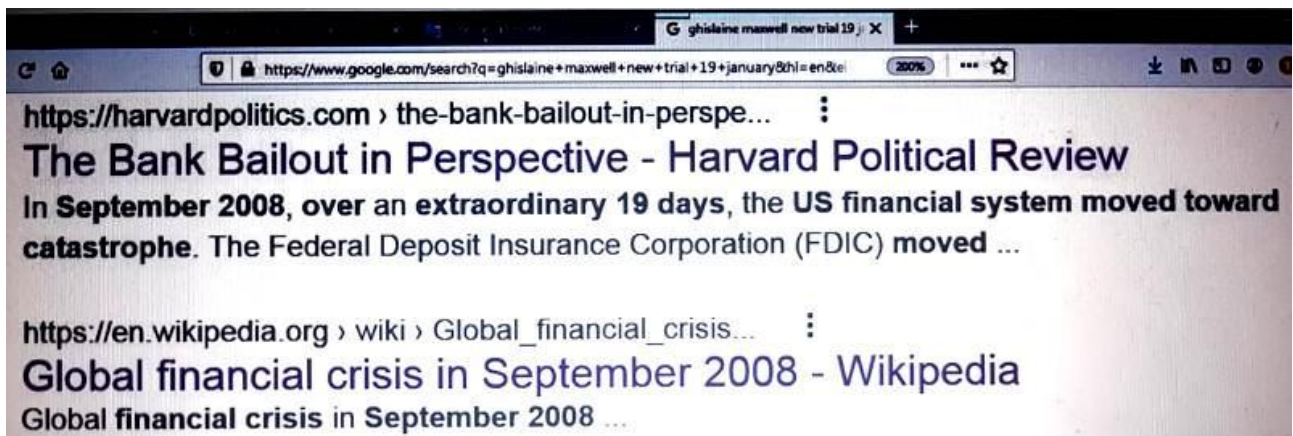 G ghislaine maxwell new trial 19 j
https://www.google.com/search?q=ghislaine+maxwell+new+trial+19+january&hl=en&ei
200%
https://harvardpolitics.com › the-bank-bailout-in-perspe...
The Bank Bailout in Perspective - Harvard Political Review
In September 2008, over an extraordinary 19 days, the US financial system moved toward
catastrophe. The Federal Deposit Insurance Corporation (FDIC) moved ...
https://en.wikipedia.org › wiki › Global_financial_crisis...
Global financial crisis in September 2008 - Wikipedia
Global financial crisis in September 2008 ...